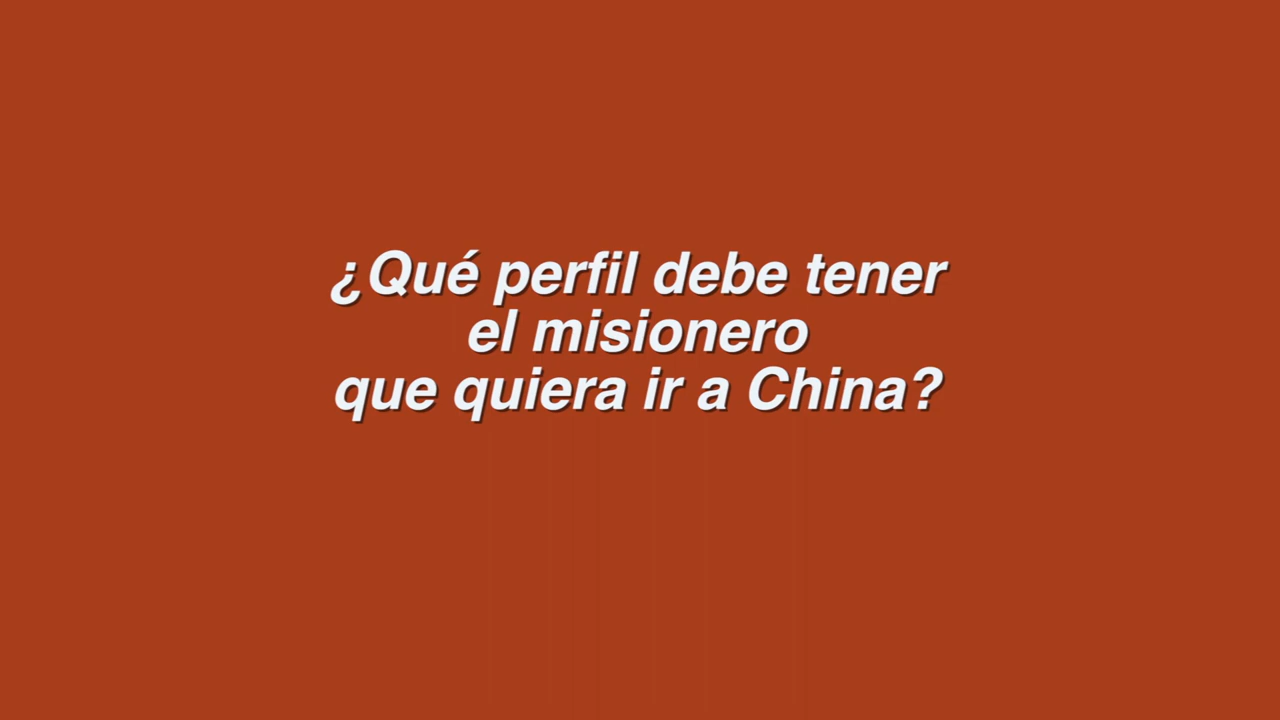 ¿Qué perfil debe tener
el misionero
que quiera ir a China?